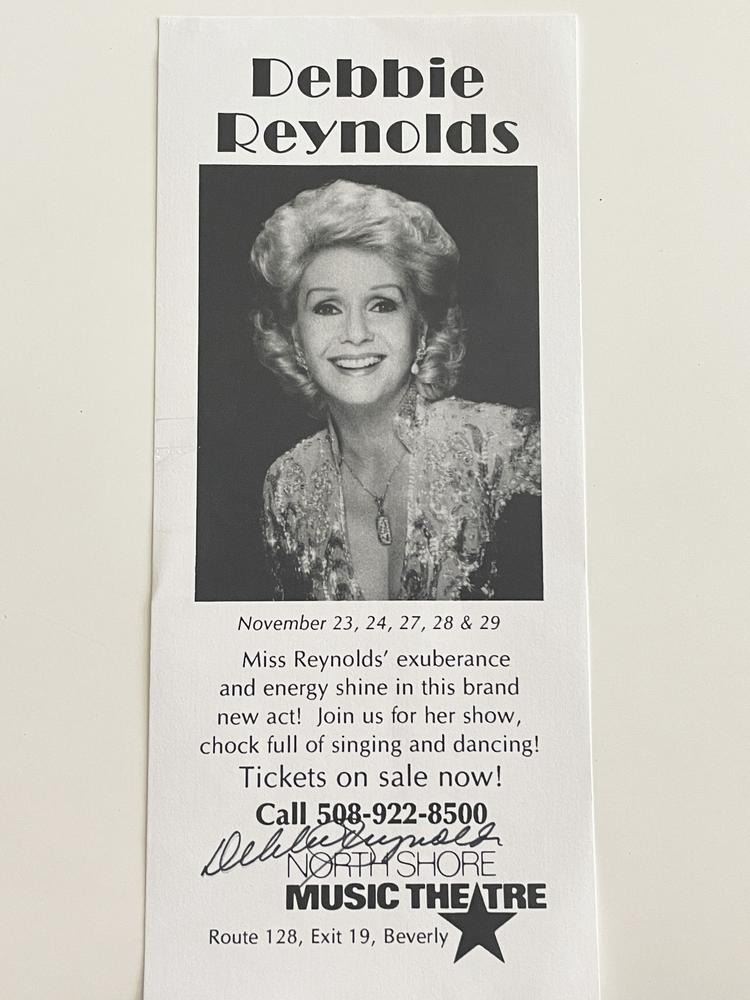 Debbie
Reynolds
November 23, 24, 27, 28 & 29
Miss Reynolds' exuberance
and energy shine in this brand
new act! Join us for her show,
chock full of singing and dancing!
Tickets on sale now!
Call 508-922-8500
Debbie Reynolds
NORTH SHORE
MUSIC THEATRE
Route 128, Exit 19, Beverly